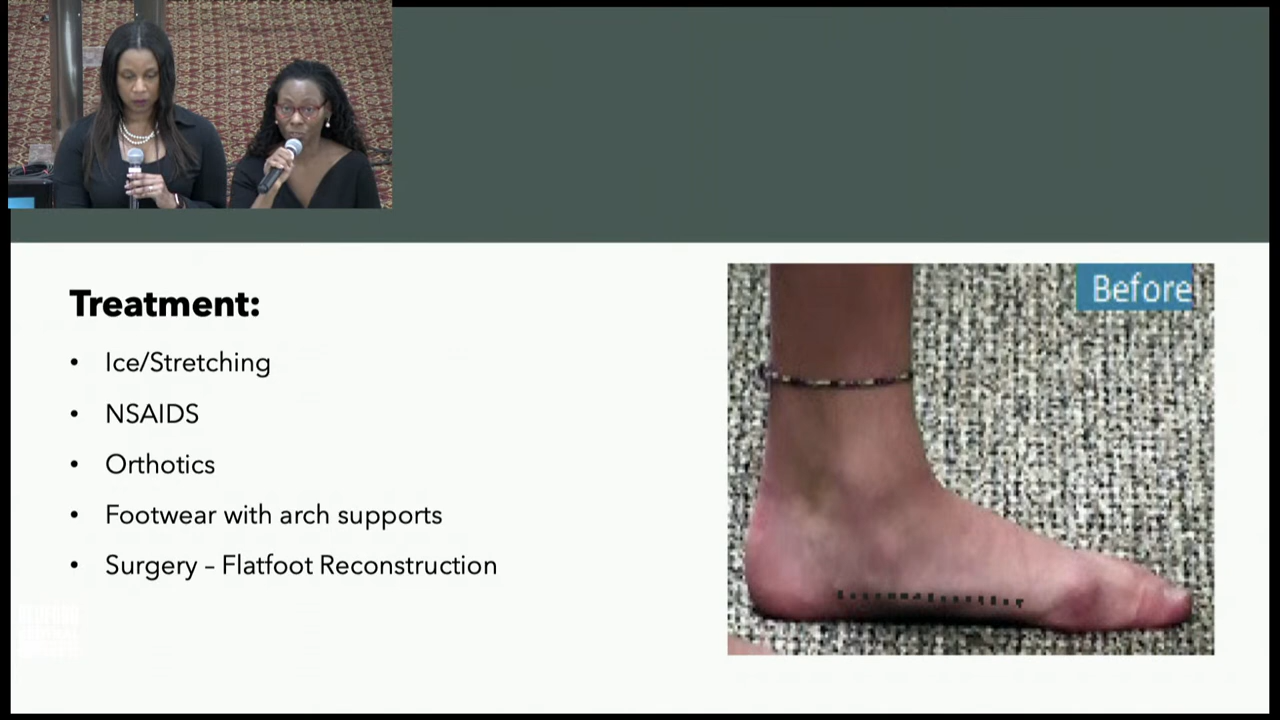 Treatment:
• Ice/Stretching
• NSAIDS
• Orthotics
• Footwear with arch supports
• Surgery – Flatfoot Reconstruction
Before